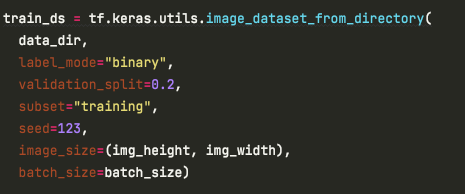 train_ds = tf.keras.utils.image_dataset_from_directory(
  data_dir,
  label_mode="binary",
  validation_split=0.2,
  subset="training",
  seed=123,
  image_size=(img_height, img_width),
  batch_size=batch_size)